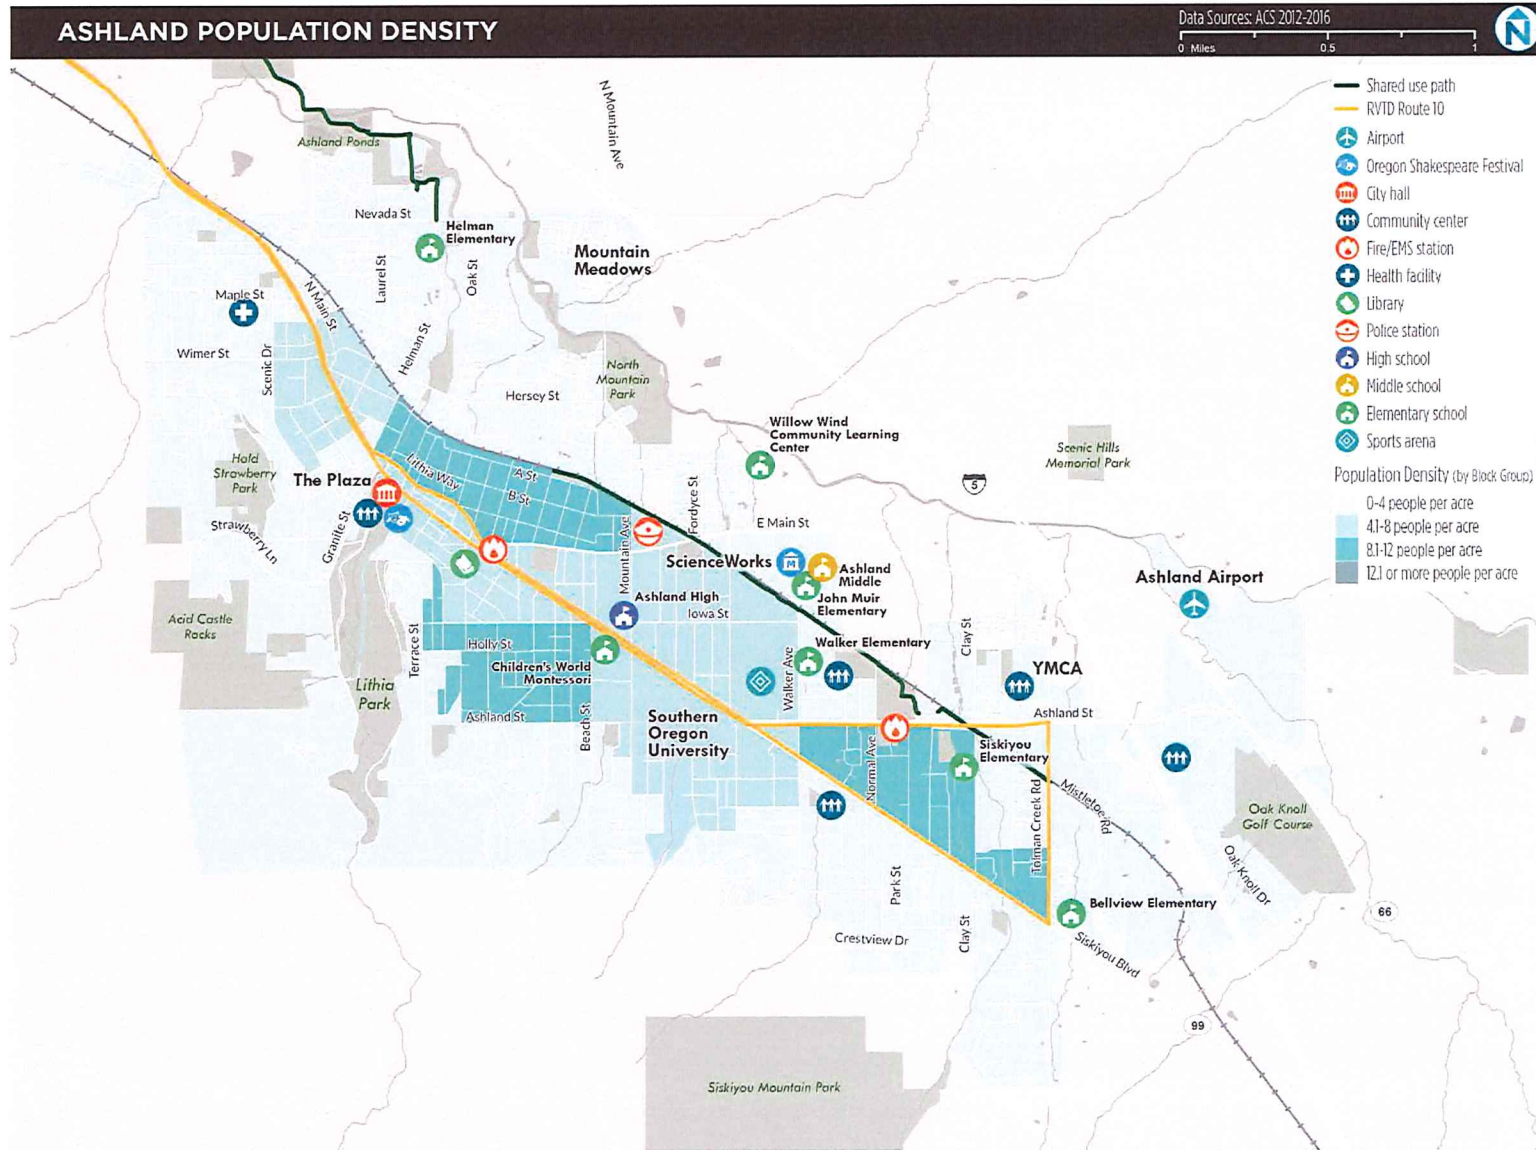 ASHLAND POPULATION DENSITY
Data Sources: ACS 2012-2016
0 Miles
0.5
1
N
Shared use path
RVTD Route 10
Airport
Oregon Shakespeare Festival
City hall
Community center
Fire/EMS station
Health facility
Library
Police station
High school
Middle school
Elementary school
Sports arena
Population Density (by Block Group)
0-4 people per acre
4.1-8 people per acre
8.1-12 people per acre
12.1 or more people per acre
N Mountain Ave
Ashland Ponds
Nevada St
Helman
Elementary
Laurel St
Oak St
Mountain
Meadows
Maple St
N Main St
Wimer St
Scenic Dr
Helman St
Hersey St
North
Mountain
Park
Willow Wind
Community Learning
Center
Scenic Hills
Memorial Park
5
Hald
Strawberry
Park
The Plaza
Lithia Way
A St
B St
Strawberry Ln
Granite St
Mountain Ave
Fordyce St
E Main St
ScienceWorks
M
Ashland
Middle
John Muir
Elementary
Ashland Airport
Ashland High
Iowa St
Acid Castle
Racks
Terrace St
Holly St
Children's World
Montessori
Walker Elementary
Walker Ave
Clay St
YMCA
Lithia
Park
Ashland St
Beach St
Southern
Oregon
University
Ashland St
Normal Ave
Siskiyou
Elementary
Tolman Creek Rd
Mistletoe Rd
Oak Knoll
Golf Course
Oak Knoll Dr
Park St
Clay St
Bellview Elementary
66
Crestview Dr
Siskiyou Blvd
99
Siskiyou Mountain Park